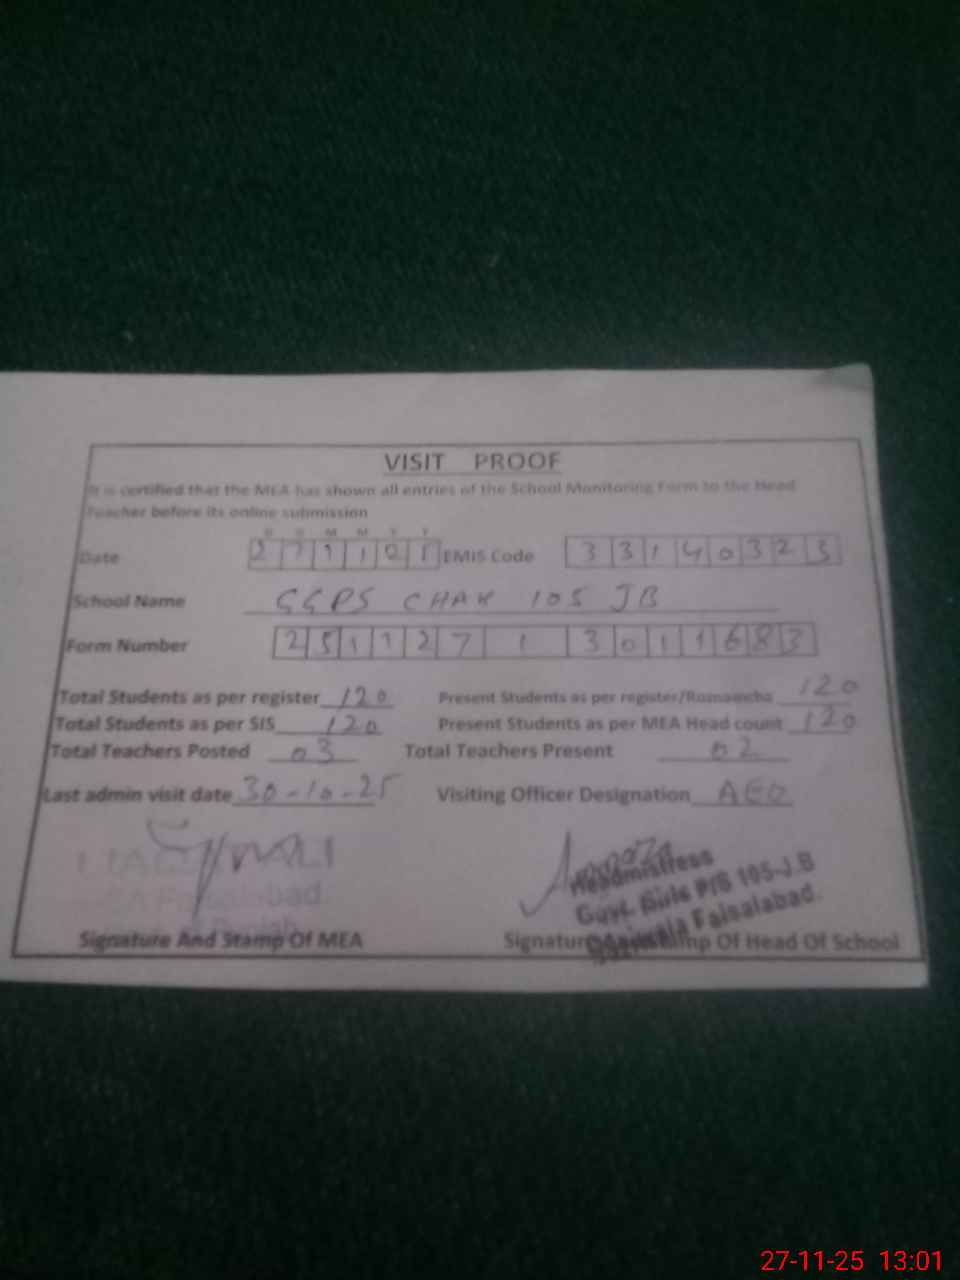 VISIT PROOF
It is certified that the MEA has shown all entries of the School Monitoring Form to the Head
Teacher before its online submission
D D M M Y Y
Date 2 7 1 1 2 5 EMIS Code 3 3 1 4 0 3 2 3
School Name GGPS CHAK 105 JB
Form Number 2 5 1 1 2 7 1 3 0 1 1 6 8 3
Total Students as per register 120 Present Students as per register/Romamcha 120
Total Students as per SIS 120 Present Students as per MEA Head count 120
Total Teachers Posted 03 Total Teachers Present 02
Last admin visit date 30-10-25 Visiting Officer Designation AEO
Headmistress
Govt. Girls P/S 105-J.B
Faisalabad.
Faisalabad.
Signature And Stamp Of MEA Signature Stamp Of Head Of School
27-11-25 13:01